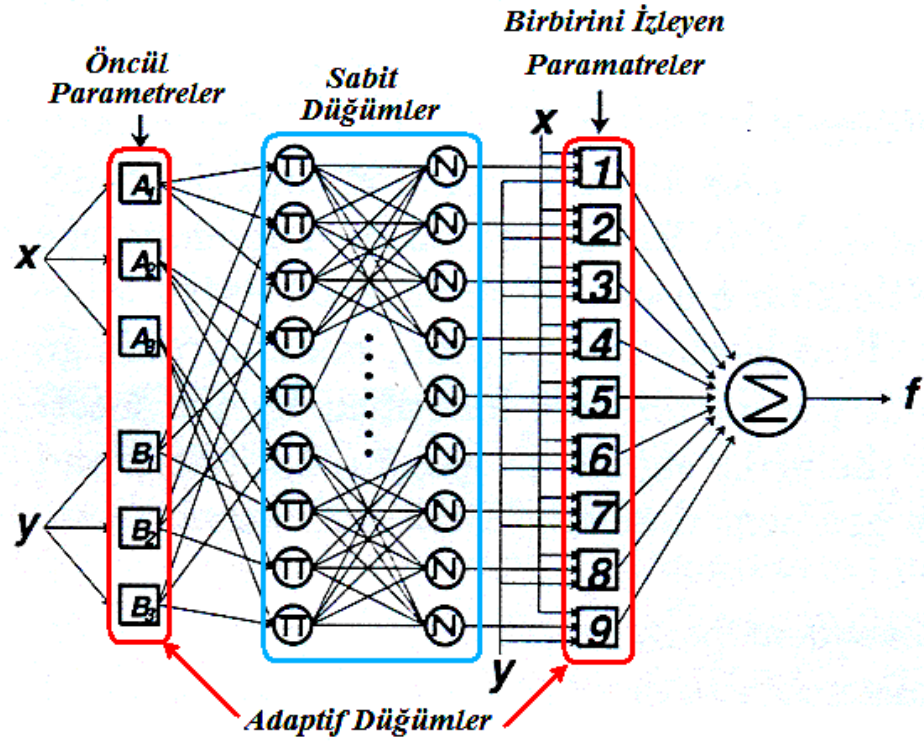 Birbirini İzleyen
Paramatreler
Öncül
Parametreler
Sabit
Düğümler
x
A1
A2
A3
B1
B2
B3
x
y
Π
Π
Π
Π
Π
Π
Π
Π
Π
N
N
N
N
N
N
N
N
N
1
2
3
4
5
6
7
8
9
y
Σ
f
Adaptif Düğümler